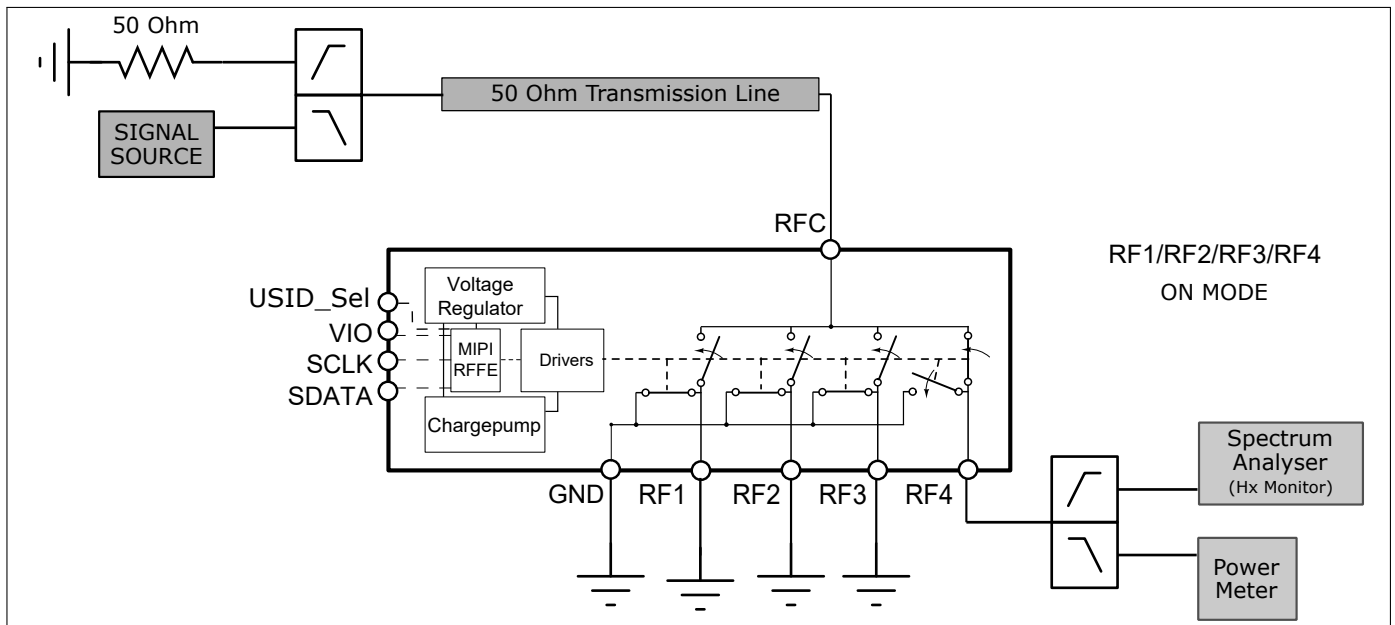 50 Ohm
50 Ohm Transmission Line
SIGNAL
SOURCE
RFC
RF1/RF2/RF3/RF4
ON MODE
USID_Sel
VIO
SCLK
SDATA
Voltage
Regulator
MIPI
RFFE
Drivers
Chargepump
GND
RF1
RF2
RF3
RF4
Spectrum
Analyser
(Hx Monitor)
Power
Meter